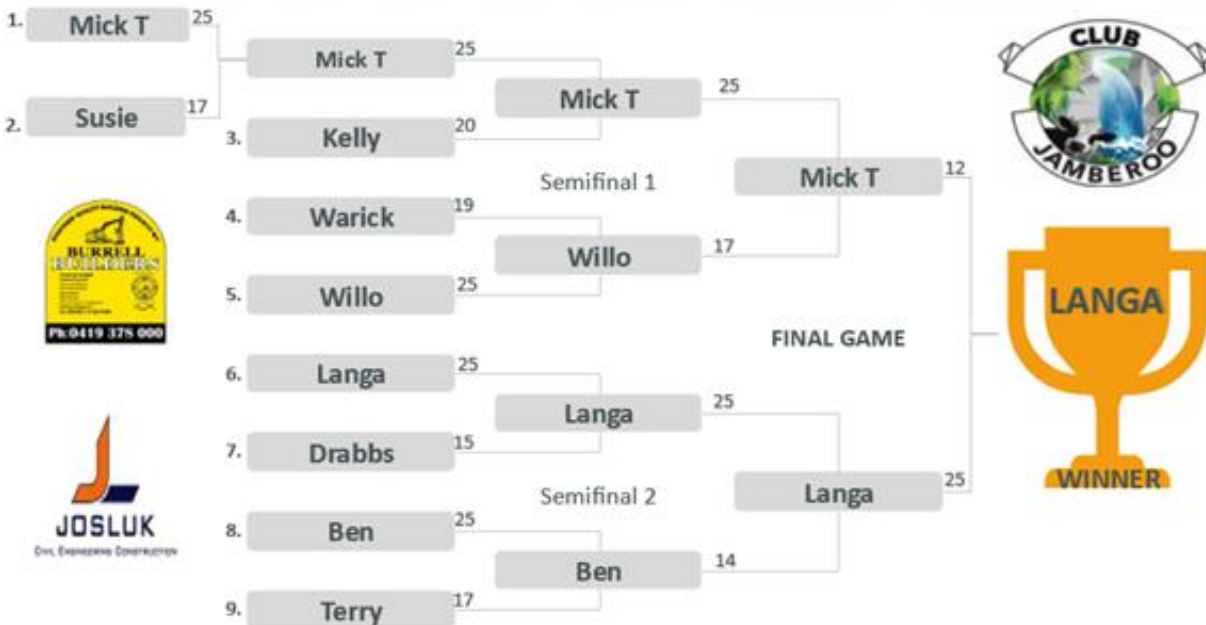 1. Mick T 25
2. Susie 17
Mick T 25
3. Kelly 20
4. Warick 19
5. Willo 25
6. Langa 25
7. Drabbs 15
8. Ben 25
9. Terry 17
Mick T 25
Semifinal 1
Willo 17
Langa 25
Semifinal 2
Ben 14
Mick T 12
FINAL GAME
Langa 25
CLUB
JAMBEROO
LANGA
WINNER
BURRELL
BUILDERS
Ph:0419 378 000
JOSLUK
CIVIL ENGINEERING CONSTRUCTION